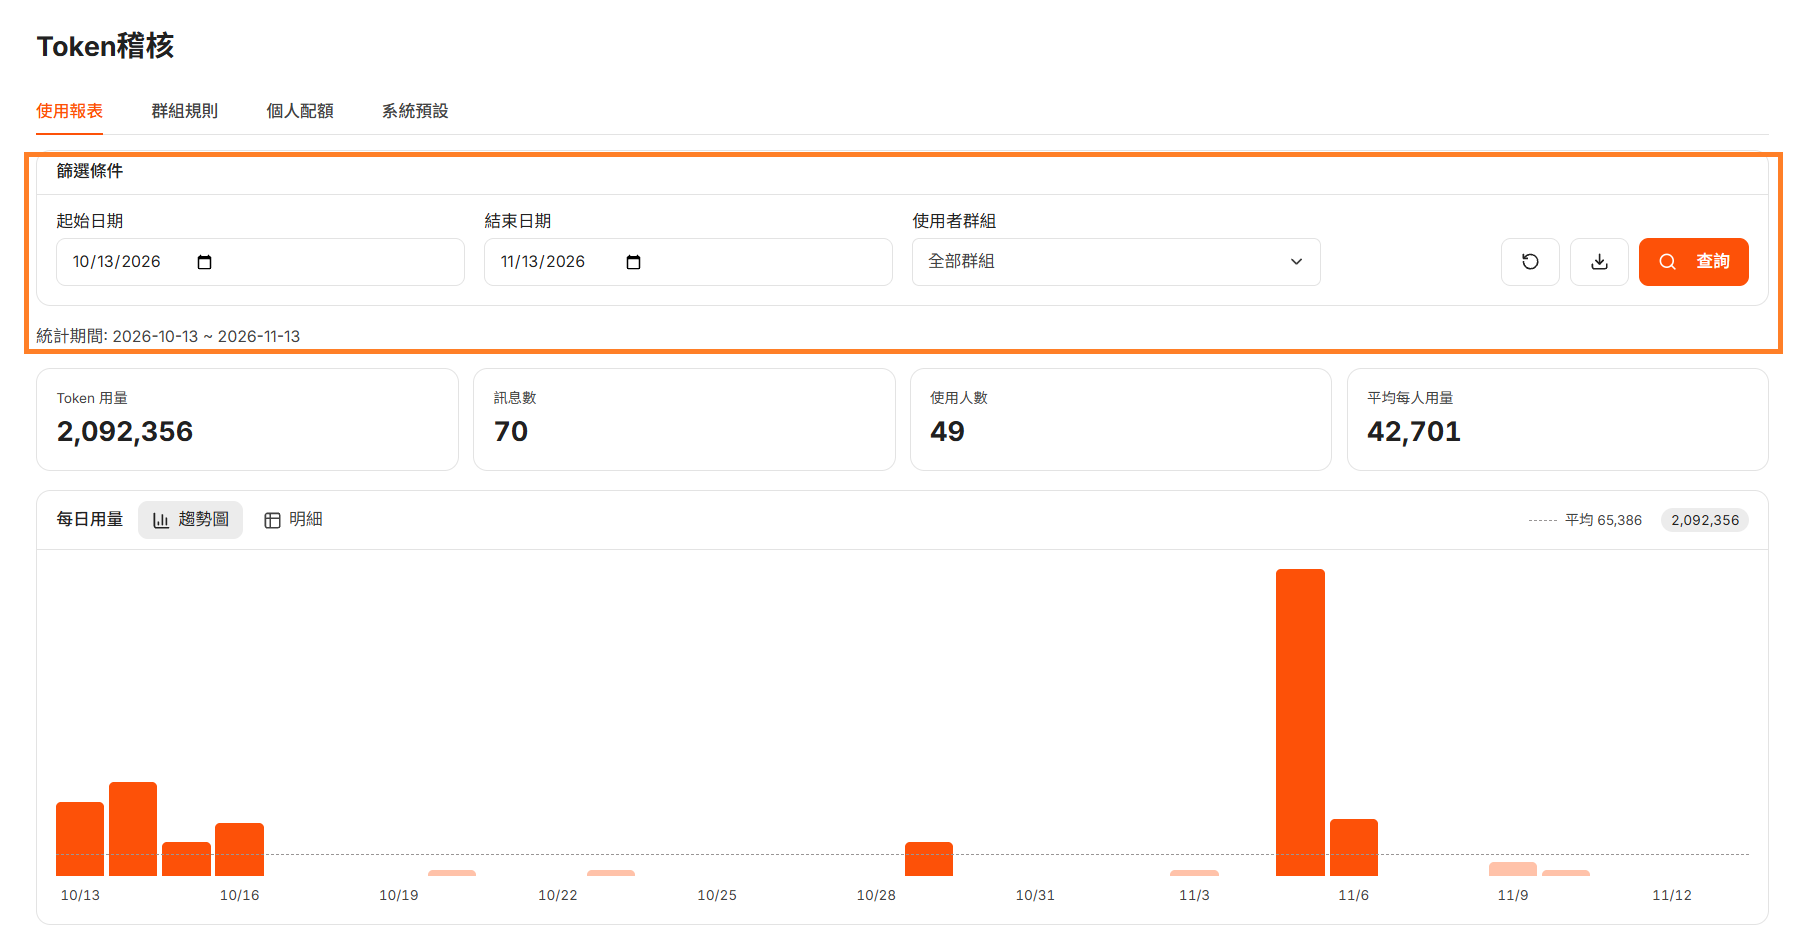 Token稽核
使用報表 群組規則 個人配額 系統預設
篩選條件
起始日期 結束日期 使用者群組
10/13/2026 11/13/2026 全部群組 查詢
統計期間: 2026-10-13 ~ 2026-11-13
Token 用量 訊息數 使用人數 平均每人用量
2,092,356 70 49 42,701
每日用量 趨勢圖 明細 平均 65,386 2,092,356
10/13 10/16 10/19 10/22 10/25 10/28 10/31 11/3 11/6 11/9 11/12